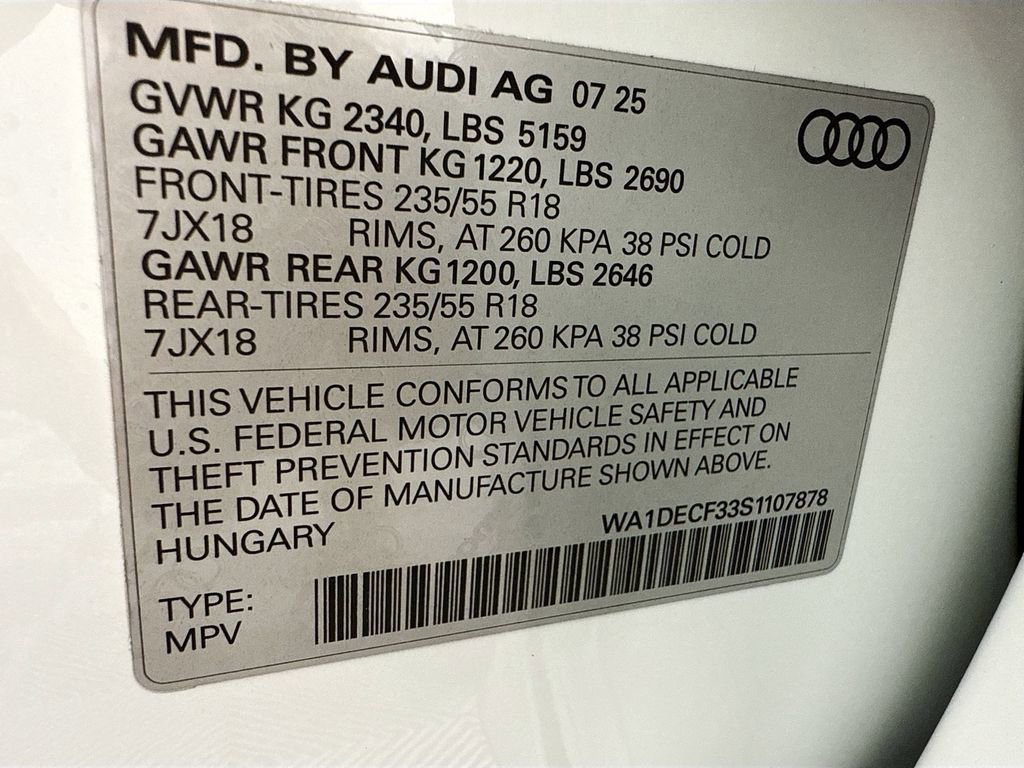 MFD. BY AUDI AG 07 25
GVWR KG 2340, LBS 5159
GAWR FRONT KG 1220, LBS 2690
FRONT-TIRES 235/55 R18
7JX18 RIMS, AT 260 KPA 38 PSI COLD
GAWR REAR KG 1200, LBS 2646
REAR-TIRES 235/55 R18
7JX18 RIMS, AT 260 KPA 38 PSI COLD
THIS VEHICLE CONFORMS TO ALL APPLICABLE
U.S. FEDERAL MOTOR VEHICLE SAFETY AND
THEFT PREVENTION STANDARDS IN EFFECT ON
THE DATE OF MANUFACTURE SHOWN ABOVE.
HUNGARY WA1DECF33S1107878
TYPE:
MPV